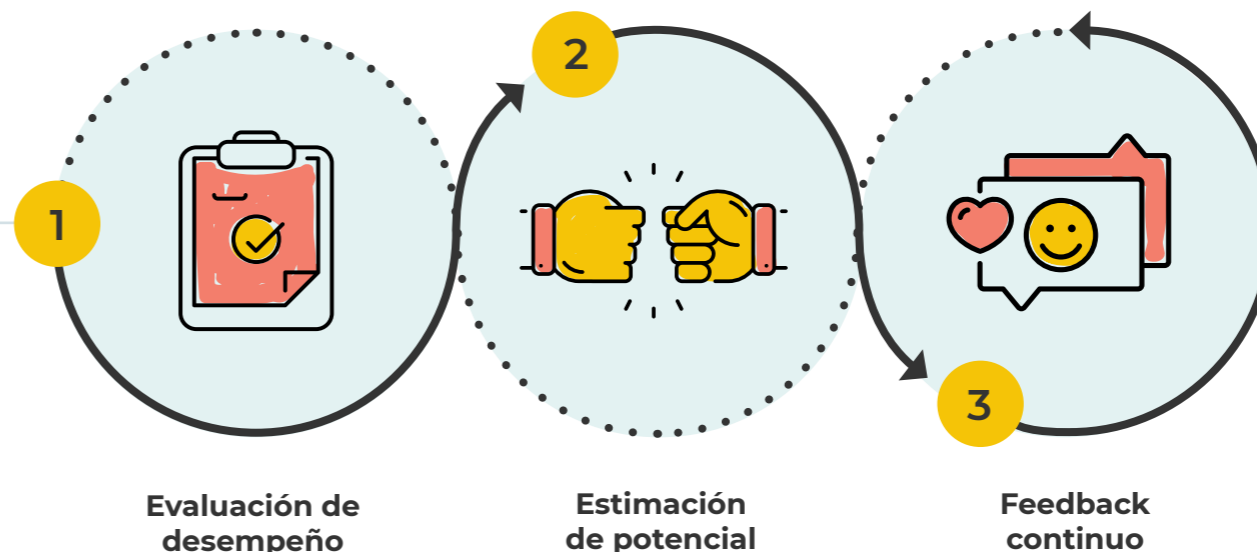 1
2
3
Evaluación de
desempeño
Estimación
de potencial
Feedback
continuo